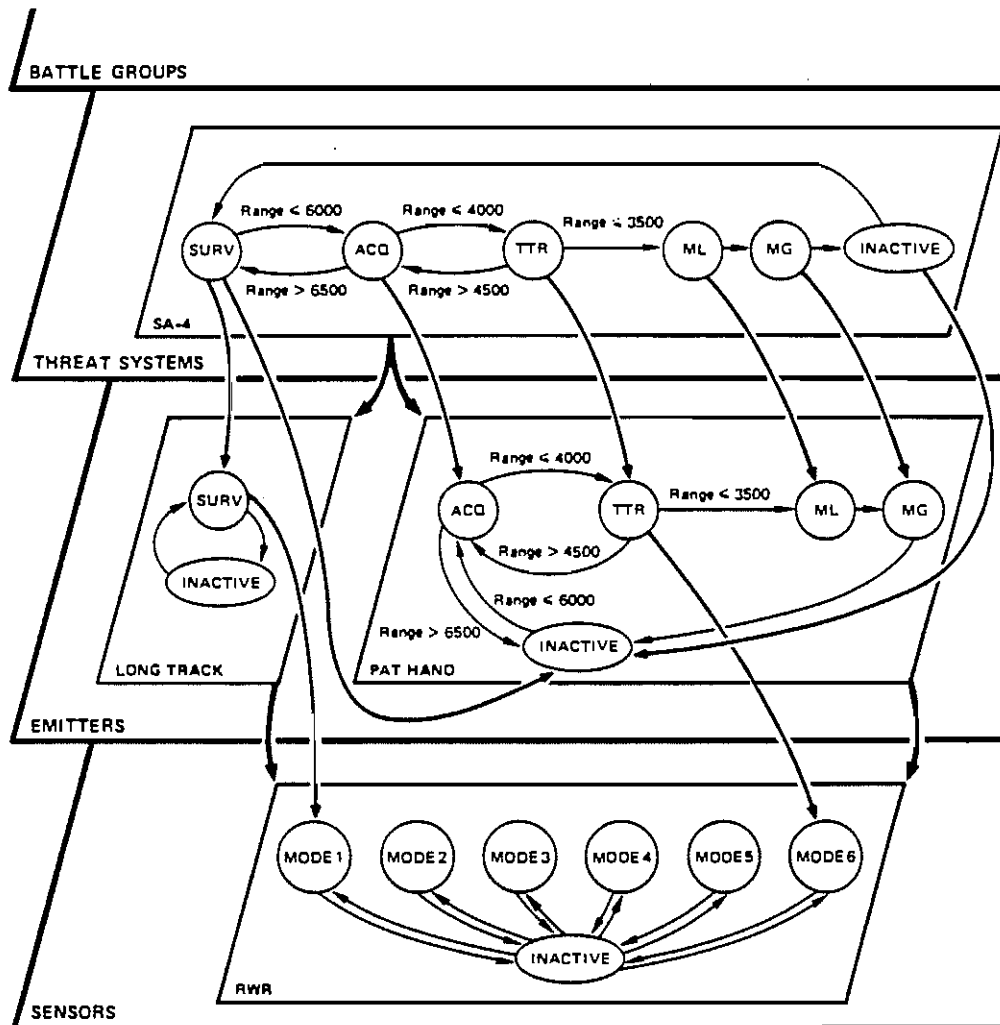 BATTLE GROUPS
Range < 6000
Range ≤ 4000
Range ≤ 3500
SURV
ACQ
TTR
ML
MG
INACTIVE
Range > 6500
Range > 4500
SA-4
THREAT SYSTEMS
Range ≤ 4000
SURV
ACQ
TTR
Range ≤ 3500
ML
MG
Range > 4500
INACTIVE
Range < 6000
Range > 6500
INACTIVE
LONG TRACK
PAT HAND
EMITTERS
MODE 1
MODE 2
MODE 3
MODE 4
MODE 5
MODE 6
INACTIVE
RWR
SENSORS